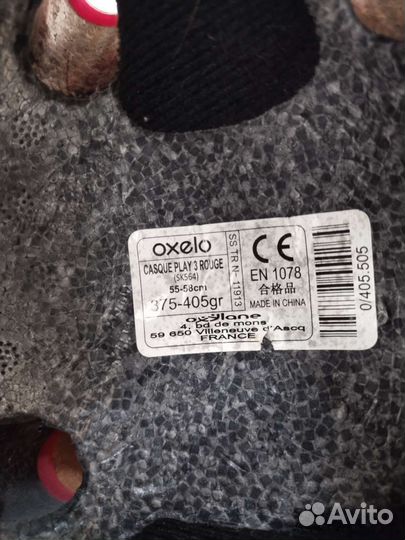 oxelo
CASQUE PLAY 3 ROUGE
(SK564)
55-58cm
375-405gr
SS TR N- 11913
CE
EN 1078
合格品
MADE IN CHINA
oxylane
4, bd de mons
59 650 Villeneuve d'Ascq
FRANCE
0/405.505
Avito